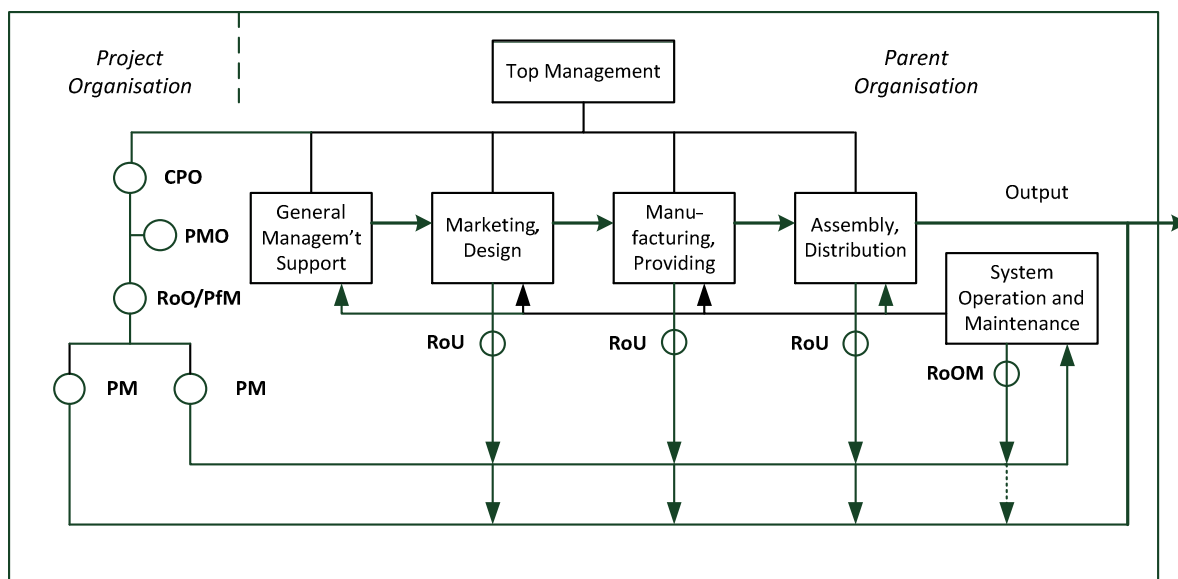 Project
Organisation
Top Management
Parent
Organisation
CPO
PMO
RoO/PfM
PM
PM
General
Managem't
Support
Marketing,
Design
Manu-
facturing,
Providing
Assembly,
Distribution
Output
System
Operation and
Maintenance
RoU
RoU
RoU
RoOM